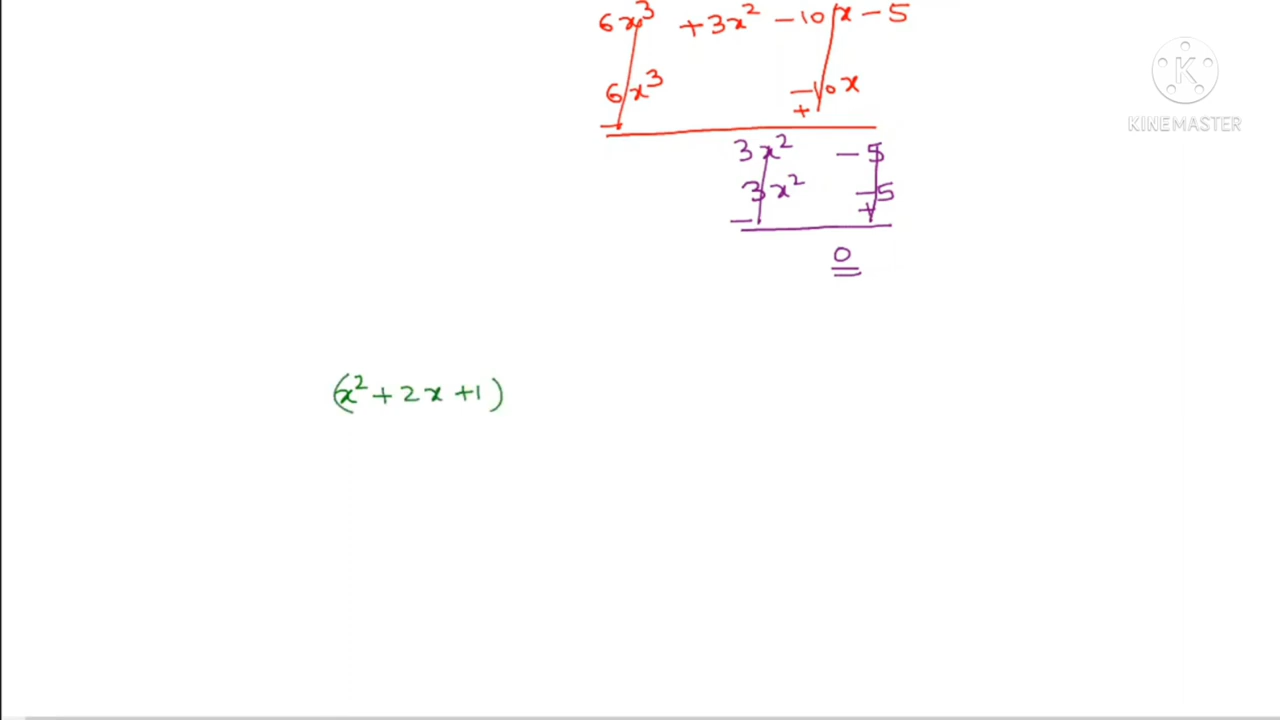 6x³ +3x² -10x - 5
6x³ -10x
- +
3x² - 5
3x² -5
- +
0
(x² + 2x +1)
K
KINEMASTER